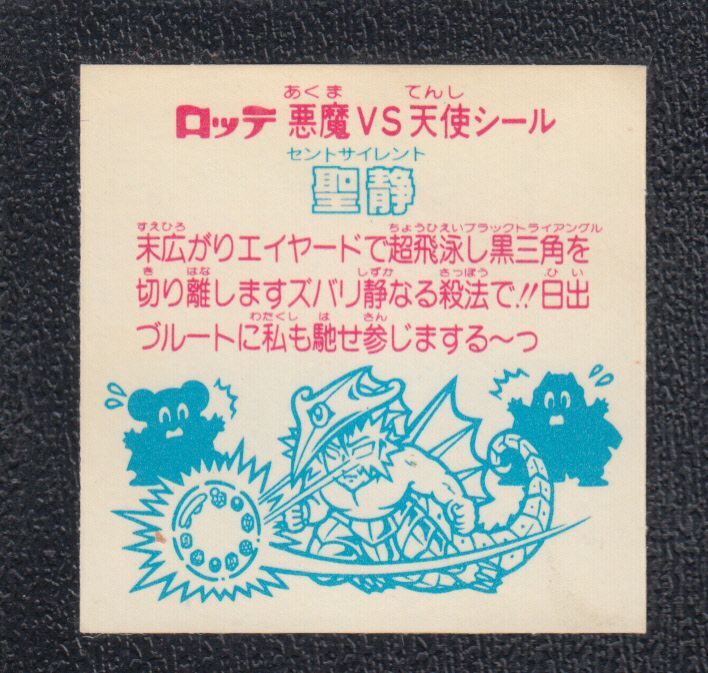 あくま てんし
ロッテ 悪魔VS天使シール
セントサイレント
聖静
すえひろ ちょうひえい ブラックトライアングル
末広がりエイヤードで超飛泳し黒三角を
き はな しずか さっぽう ひ い
切り離しますズバリ静なる殺法で!!日出
わたくし は さん
づルートに私も馳せ参じまする〜っ